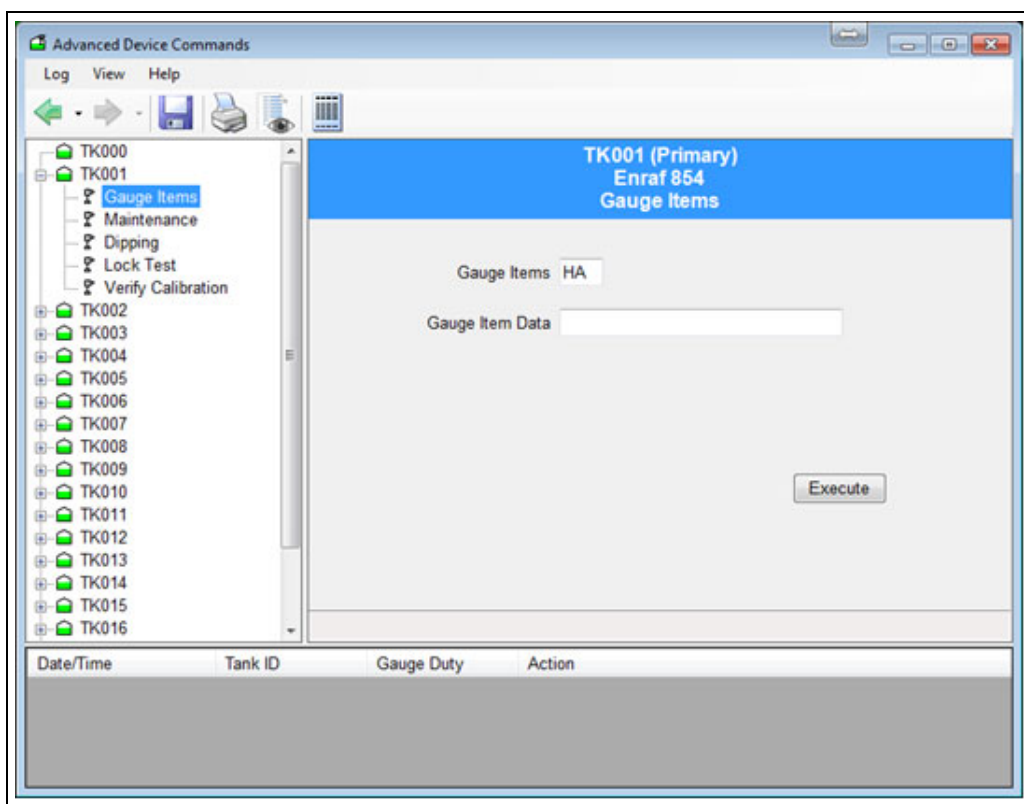 Advanced Device Commands
Log View Help
TK000
TK001
Gauge Items
Maintenance
Dipping
Lock Test
Verify Calibration
TK002
TK003
TK004
TK005
TK006
TK007
TK008
TK009
TK010
TK011
TK012
TK013
TK014
TK015
TK016
TK001 (Primary)
Enraf 854
Gauge Items
Gauge Items HA
Gauge Item Data
Execute
Date/Time Tank ID Gauge Duty Action